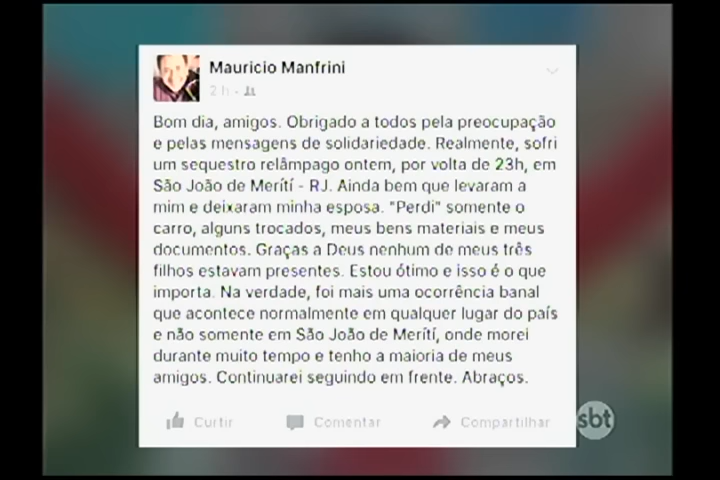 Mauricio Manfrini
2 h
Bom dia, amigos. Obrigado a todos pela preocupação
e pelas mensagens de solidariedade. Realmente, sofri
um sequestro relâmpago ontem, por volta de 23h, em
São João de Merítí - RJ. Ainda bem que levaram a
mim e deixaram minha esposa. "Perdi" somente o
carro, alguns trocados, meus bens materiais e meus
documentos. Graças a Deus nenhum de meus três
filhos estavam presentes. Estou ótimo e isso é o que
importa. Na verdade, foi mais uma ocorrência banal
que acontece normalmente em qualquer lugar do país
e não somente em São João de Merítí, onde morei
durante muito tempo e tenho a maioria de meus
amigos. Continuarei seguindo em frente. Abraços.
Curtir Comentar Compartilhar
sbt